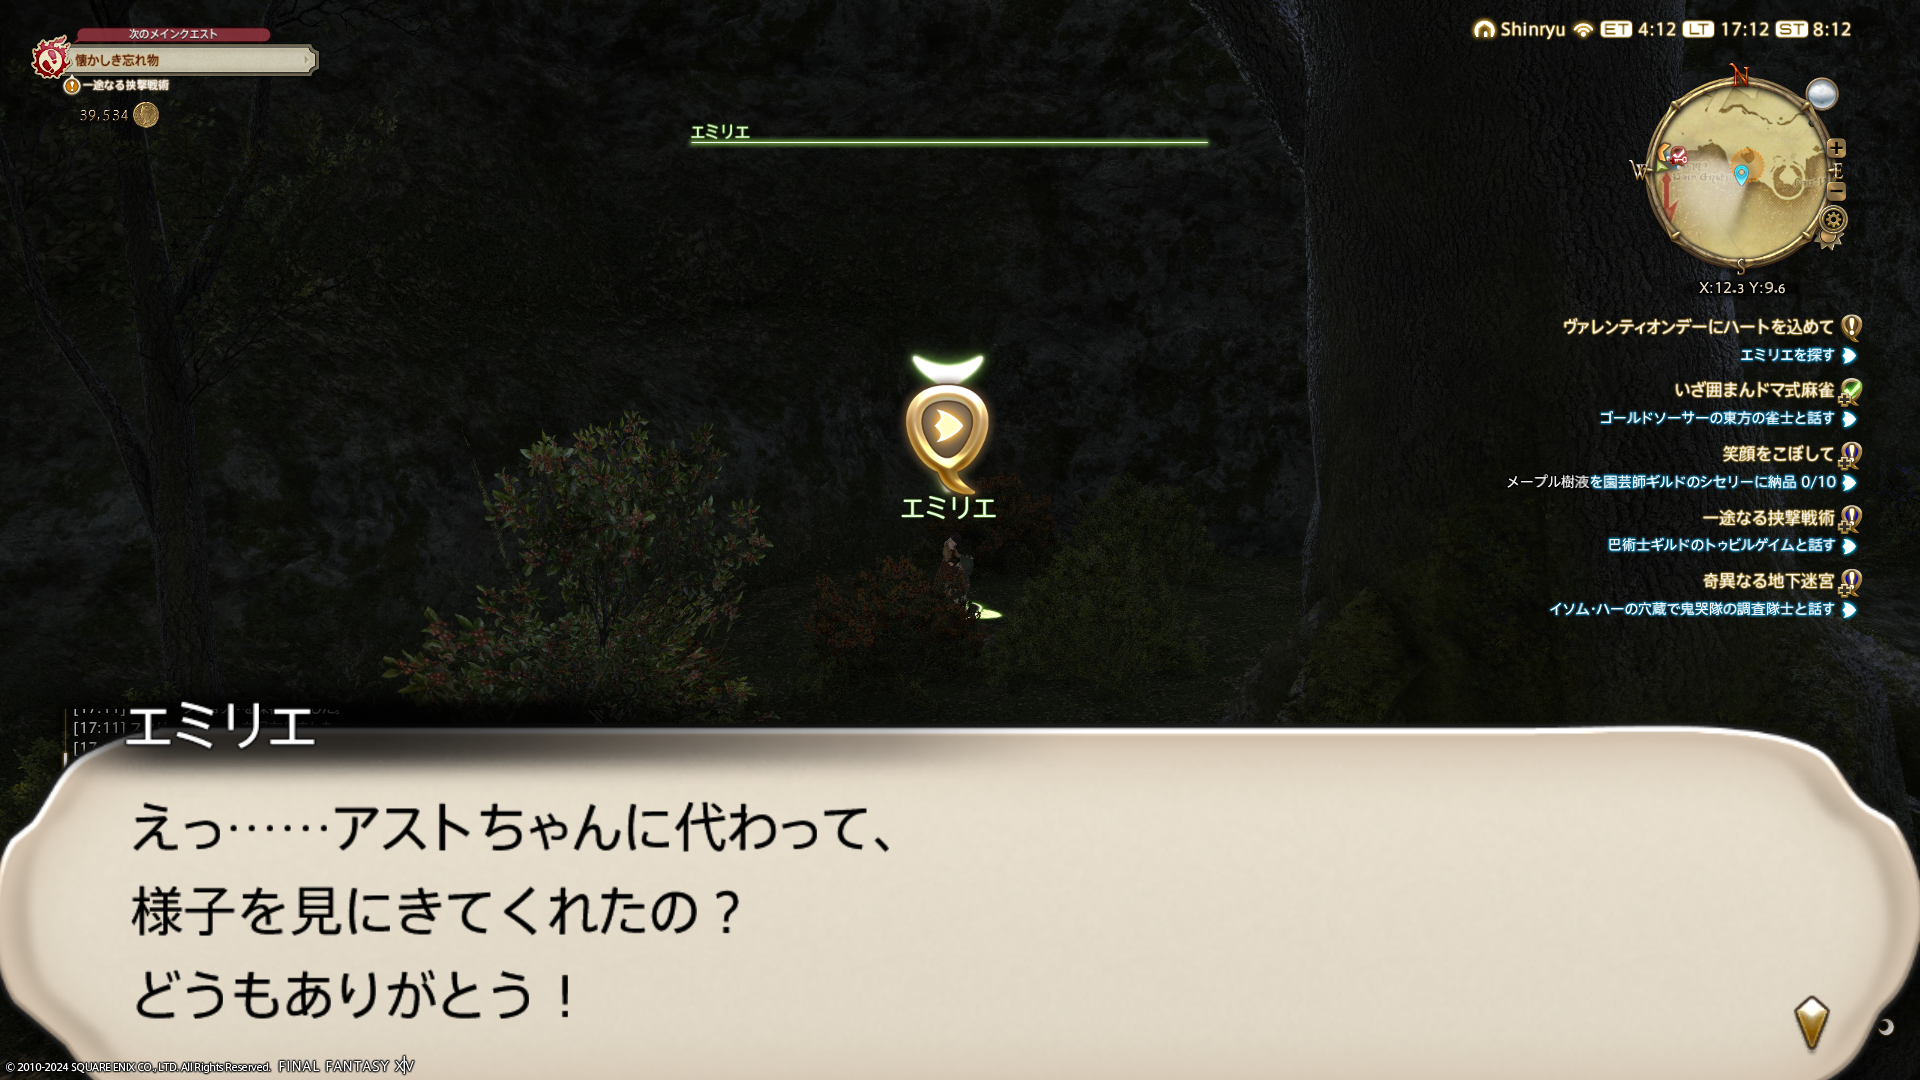 次のメインクエスト
懐かしき忘れ物
一途なる挟撃戦術
39,534
エミリエ
Shinryu ET 4:12 LT 17:12 ST 8:12
N
W
E
S
X:12.3 Y:9.6
ヴァレンティオンデーにハートを込めて
エミリエを探す
いざ囲まんドマ式麻雀
ゴールドソーサーの東方の雀士と話す
笑顔をこぼして
メープル樹液を園芸師ギルドのシセリーに納品 0/10
一途なる挟撃戦術
巴術士ギルドのトゥビルゲイムと話す
奇異なる地下迷宮
イソム・ハーの穴蔵で鬼哭隊の調査隊士と話す
エミリエ
[17:11]
エミリエ
えっ……アストちゃんに代わって、
様子を見にきてくれたの？
どうもありがとう！
© 2010-2024 SQUARE ENIX CO., LTD. All Rights Reserved. FINAL FANTASY XIV